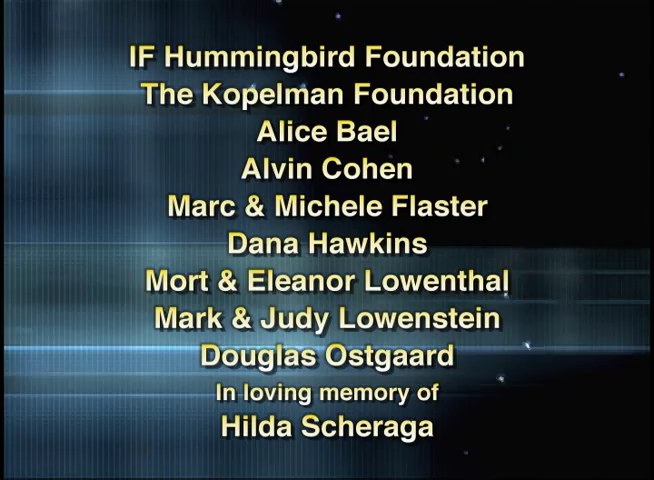 IF Hummingbird Foundation
The Kopelman Foundation
Alice Bael
Alvin Cohen
Marc & Michele Flaster
Dana Hawkins
Mort & Eleanor Lowenthal
Mark & Judy Lowenstein
Douglas Ostgaard
In loving memory of
Hilda Scheraga